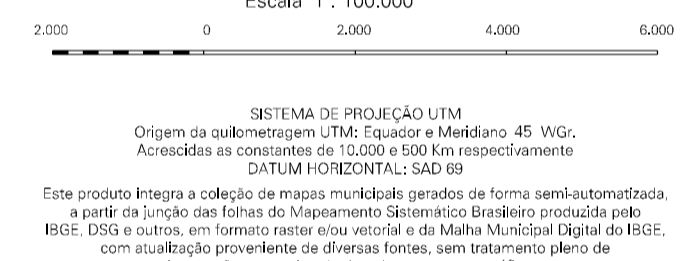 Escala 1 : 100.000
2.000 0 2.000 4.000 6.000
SISTEMA DE PROJEÇÃO UTM
Origem da quilometragem UTM: Equador e Meridiano 45 WGr.
Acrescidas as constantes de 10.000 e 500 Km respectivamente
DATUM HORIZONTAL: SAD 69
Este produto integra a coleção de mapas municipais gerados de forma semi-automatizada,
a partir da junção das folhas do Mapeamento Sistemático Brasileiro produzida pelo
IBGE, DSG e outros, em formato raster e/ou vetorial e da Malha Municipal Digital do IBGE,
com atualização proveniente de diversas fontes, sem tratamento pleno de